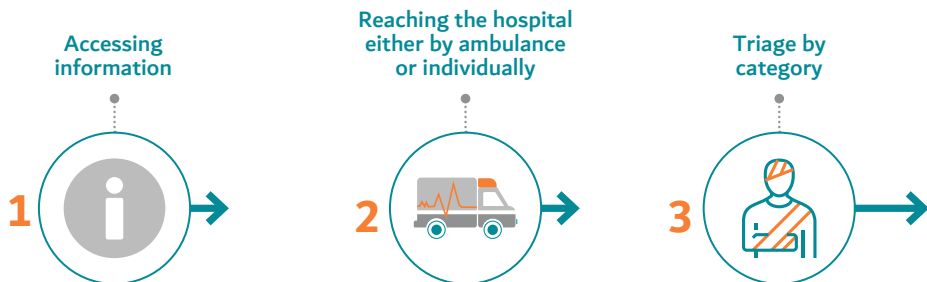 Accessing
information
Reaching the hospital
either by ambulance
or individually
Triage by
category
1
2
3